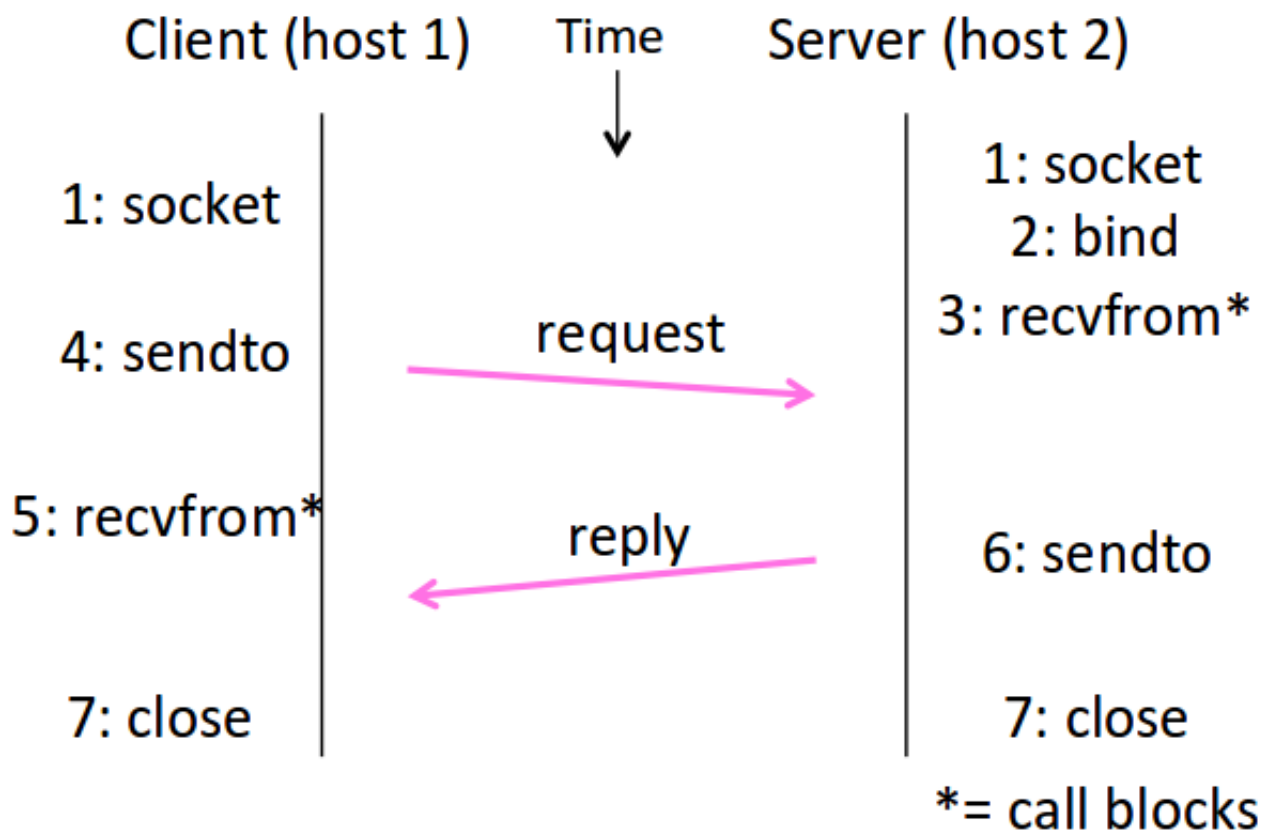 Client (host 1)
Time
Server (host 2)
1: socket
1: socket
2: bind
3: recvfrom*
request
4: sendto
5: recvfrom*
reply
6: sendto
7: close
7: close
*= call blocks